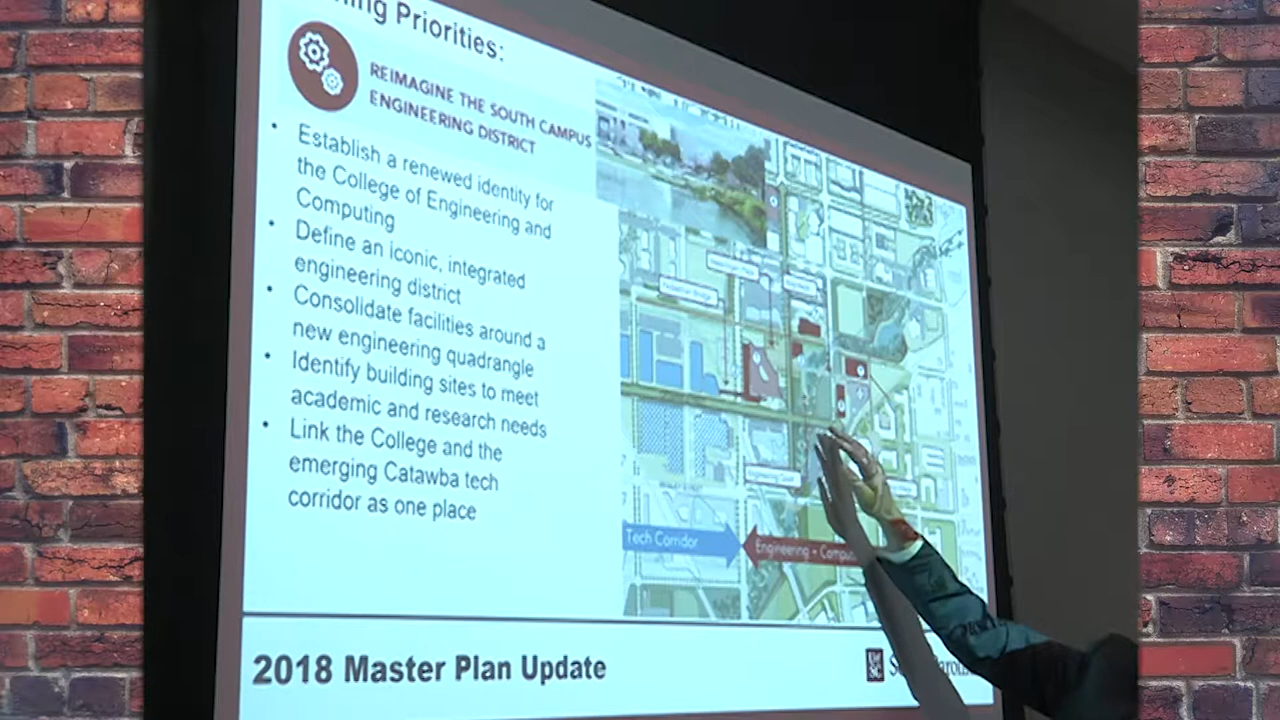 Priorities:
REIMAGINE THE SOUTH CAMPUS
ENGINEERING DISTRICT
• Establish a renewed identity for
the College of Engineering and
Computing
• Define an iconic, integrated
engineering district
• Consolidate facilities around a
new engineering quadrangle
• Identify building sites to meet
academic and research needs
• Link the College and the
emerging Catawba tech
corridor as one place
Tech Corridor
Engineering +
2018 Master Plan Update